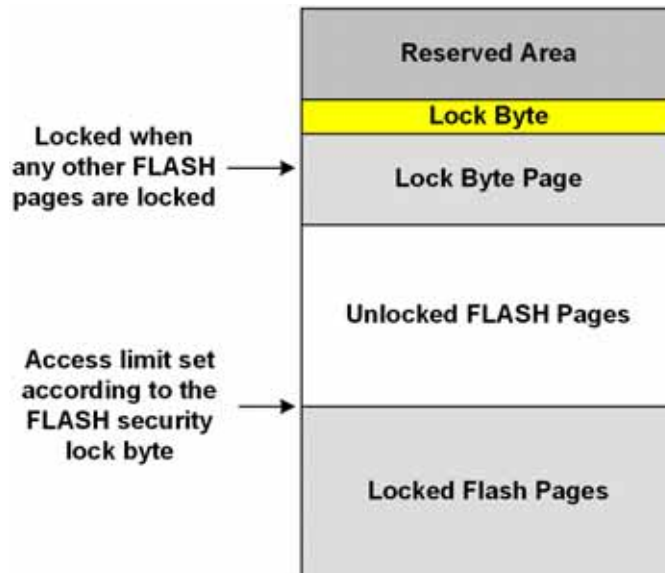 Reserved Area
Lock Byte
Locked when
any other FLASH
pages are locked
Lock Byte Page
Unlocked FLASH Pages
Access limit set
according to the
FLASH security
lock byte
Locked Flash Pages